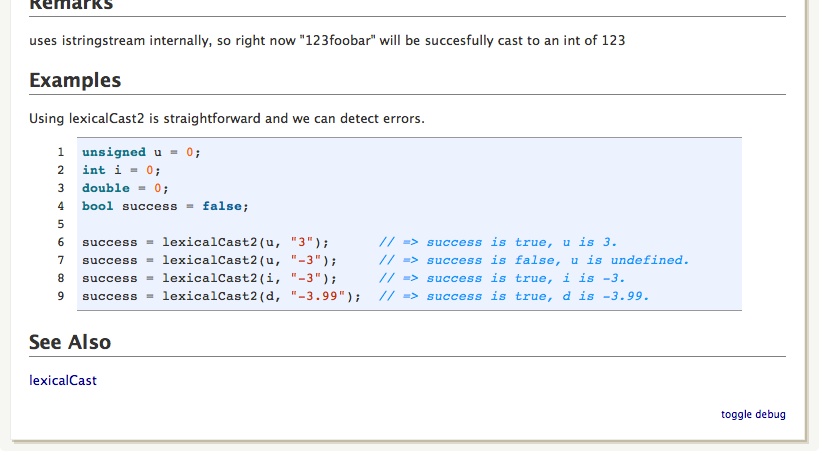 Remarks
uses istringstream internally, so right now "123foobar" will be succesfully cast to an int of 123
Examples
Using lexicalCast2 is straightforward and we can detect errors.
1 unsigned u = 0;
2 int i = 0;
3 double = 0;
4 bool success = false;
5
6 success = lexicalCast2(u, "3"); // => success is true, u is 3.
7 success = lexicalCast2(u, "-3"); // => success is false, u is undefined.
8 success = lexicalCast2(i, "-3"); // => success is true, i is -3.
9 success = lexicalCast2(d, "-3.99"); // => success is true, d is -3.99.
See Also
lexicalCast
toggle debug